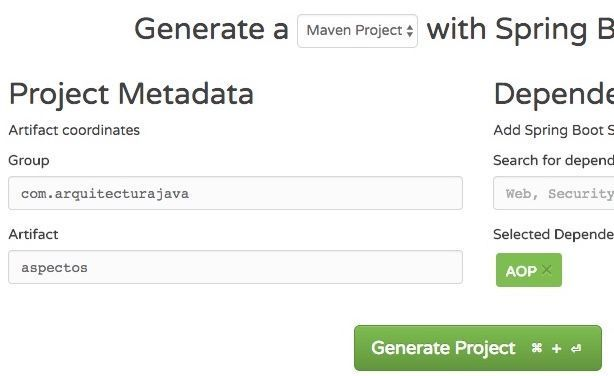 Generate a Maven Project with Spring B
Project Metadata
Artifact coordinates
Group
com.arquitecturajava
Artifact
aspectos
Depende
Add Spring Boot S
Search for depend
Web, Security
Selected Depende
AOP ×
Generate Project ⌘ + ⏎